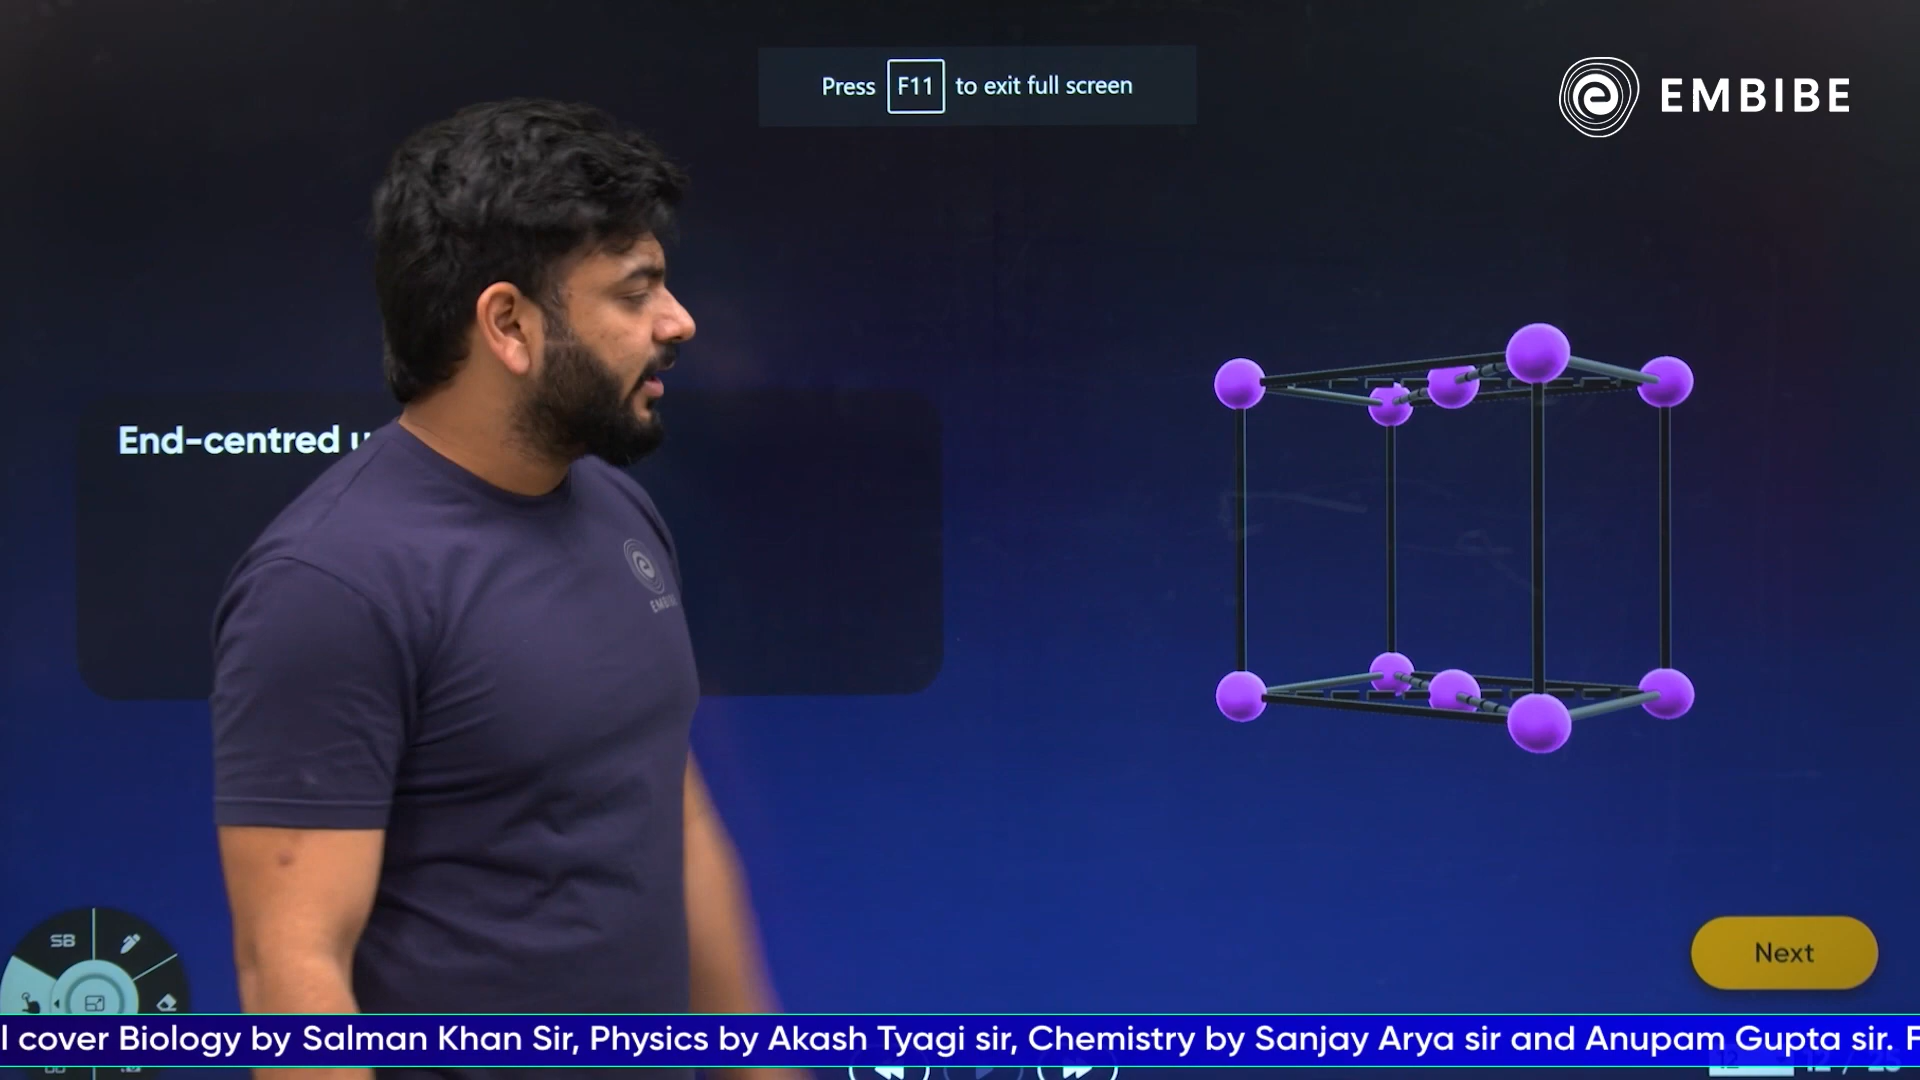 Press F11 to exit full screen
EMBIBE
End-centred
EMBIBE
SB
Next
l cover Biology by Salman Khan Sir, Physics by Akash Tyagi sir, Chemistry by Sanjay Arya sir and Anupam Gupta sir. F